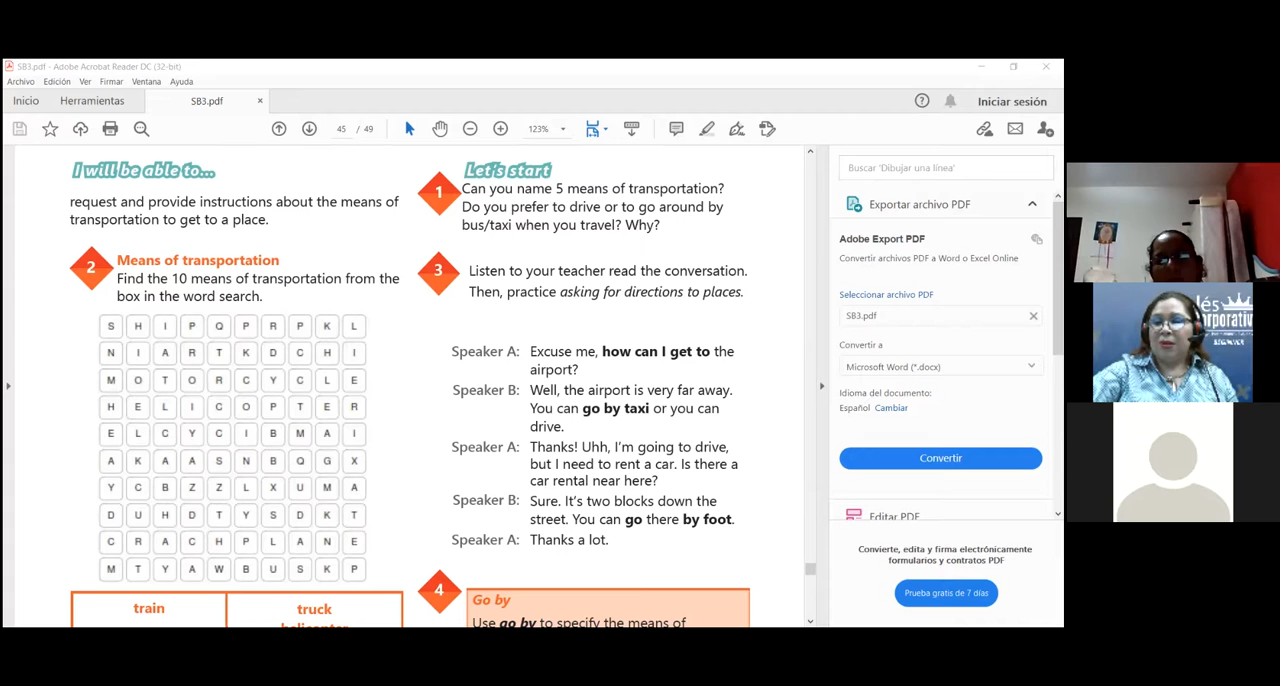 SB3.pdf - Adobe Acrobat Reader DC (32-bit)
Archivo Edición Ver Firmar Ventana Ayuda
Inicio Herramientas SB3.pdf × Iniciar sesión
45 / 49 123%
I will be able to...
request and provide instructions about the means of
transportation to get to a place.
2 Means of transportation
Find the 10 means of transportation from the
box in the word search.
S H I P Q P R P K L
N I A R T K D C H I
M O T O R C Y C L E
H E L I C O P T E R
E L C Y C I B M A I
A K A A S N B Q G X
Y C B Z Z L X U M A
D U H D T Y S D K T
C R A C H P L A N E
M T Y A W B U S K P
train truck
helicopter
Let's start
1 Can you name 5 means of transportation?
Do you prefer to drive or to go around by
bus/taxi when you travel? Why?
3 Listen to your teacher read the conversation.
Then, practice asking for directions to places.
Speaker A: Excuse me, how can I get to the
airport?
Speaker B: Well, the airport is very far away.
You can go by taxi or you can
drive.
Speaker A: Thanks! Uhh, I'm going to drive,
but I need to rent a car. Is there a
car rental near here?
Speaker B: Sure. It's two blocks down the
street. You can go there by foot.
Speaker A: Thanks a lot.
4 Go by
Use go by to specify the means of
Buscar 'Dibujar una línea'
Exportar archivo PDF
Adobe Export PDF
Convertir archivos PDF a Word o Excel Online
Seleccionar archivo PDF
SB3.pdf
Convertir a
Microsoft Word (*.docx)
Idioma del documento:
Español Cambiar
Convertir
Editar PDF
Convierte, edita y firma electrónicamente
formularios y contratos PDF
Prueba gratis de 7 días